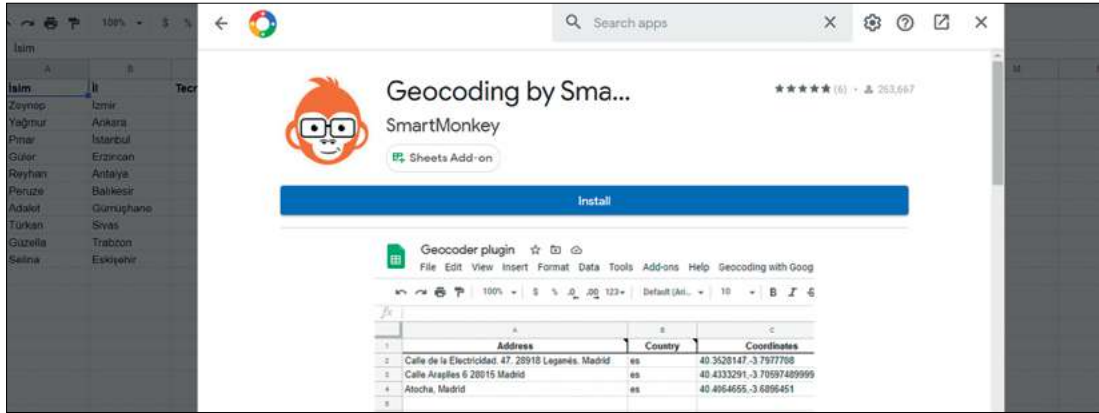 100% $ %
Search apps
İsim
A B M
İsim İl Tecr
Zeynep İzmir
Yağmur Ankara
Pınar İstanbul
Güler Erzincan
Reyhan Antalya
Peruze Balıkesir
Adalet Gümüşhane
Türkan Sivas
Güzella Trabzon
Selina Eskişehir
Geocoding by Sma...
★★★★★ (6) · 263,667
SmartMonkey
Sheets Add-on
Install
Geocoder plugin
File Edit View Insert Format Data Tools Add-ons Help Geocoding with Goog
100% $ % .0 .00 123 Default (Ari... 10 B I S
fx
A B C
1 Address Country Coordinates
2 Calle de la Electricidad. 47. 28918 Leganés. Madrid es 40.3528147,-3.7977708
3 Calle Arapiles 6 28015 Madrid es 40.4333291,-3.70597489999
4 Atocha, Madrid es 40.4064655,-3.6896451
5